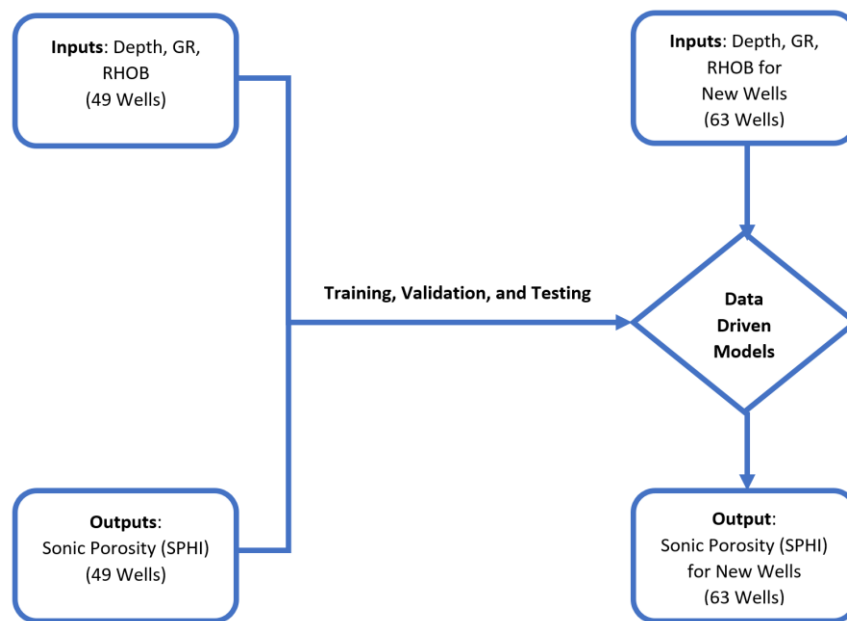 Inputs: Depth, GR,
RHOB
(49 Wells)
Inputs: Depth, GR,
RHOB for
New Wells
(63 Wells)
Training, Validation, and Testing
Data
Driven
Models
Outputs:
Sonic Porosity (SPHI)
(49 Wells)
Output:
Sonic Porosity (SPHI)
for New Wells
(63 Wells)